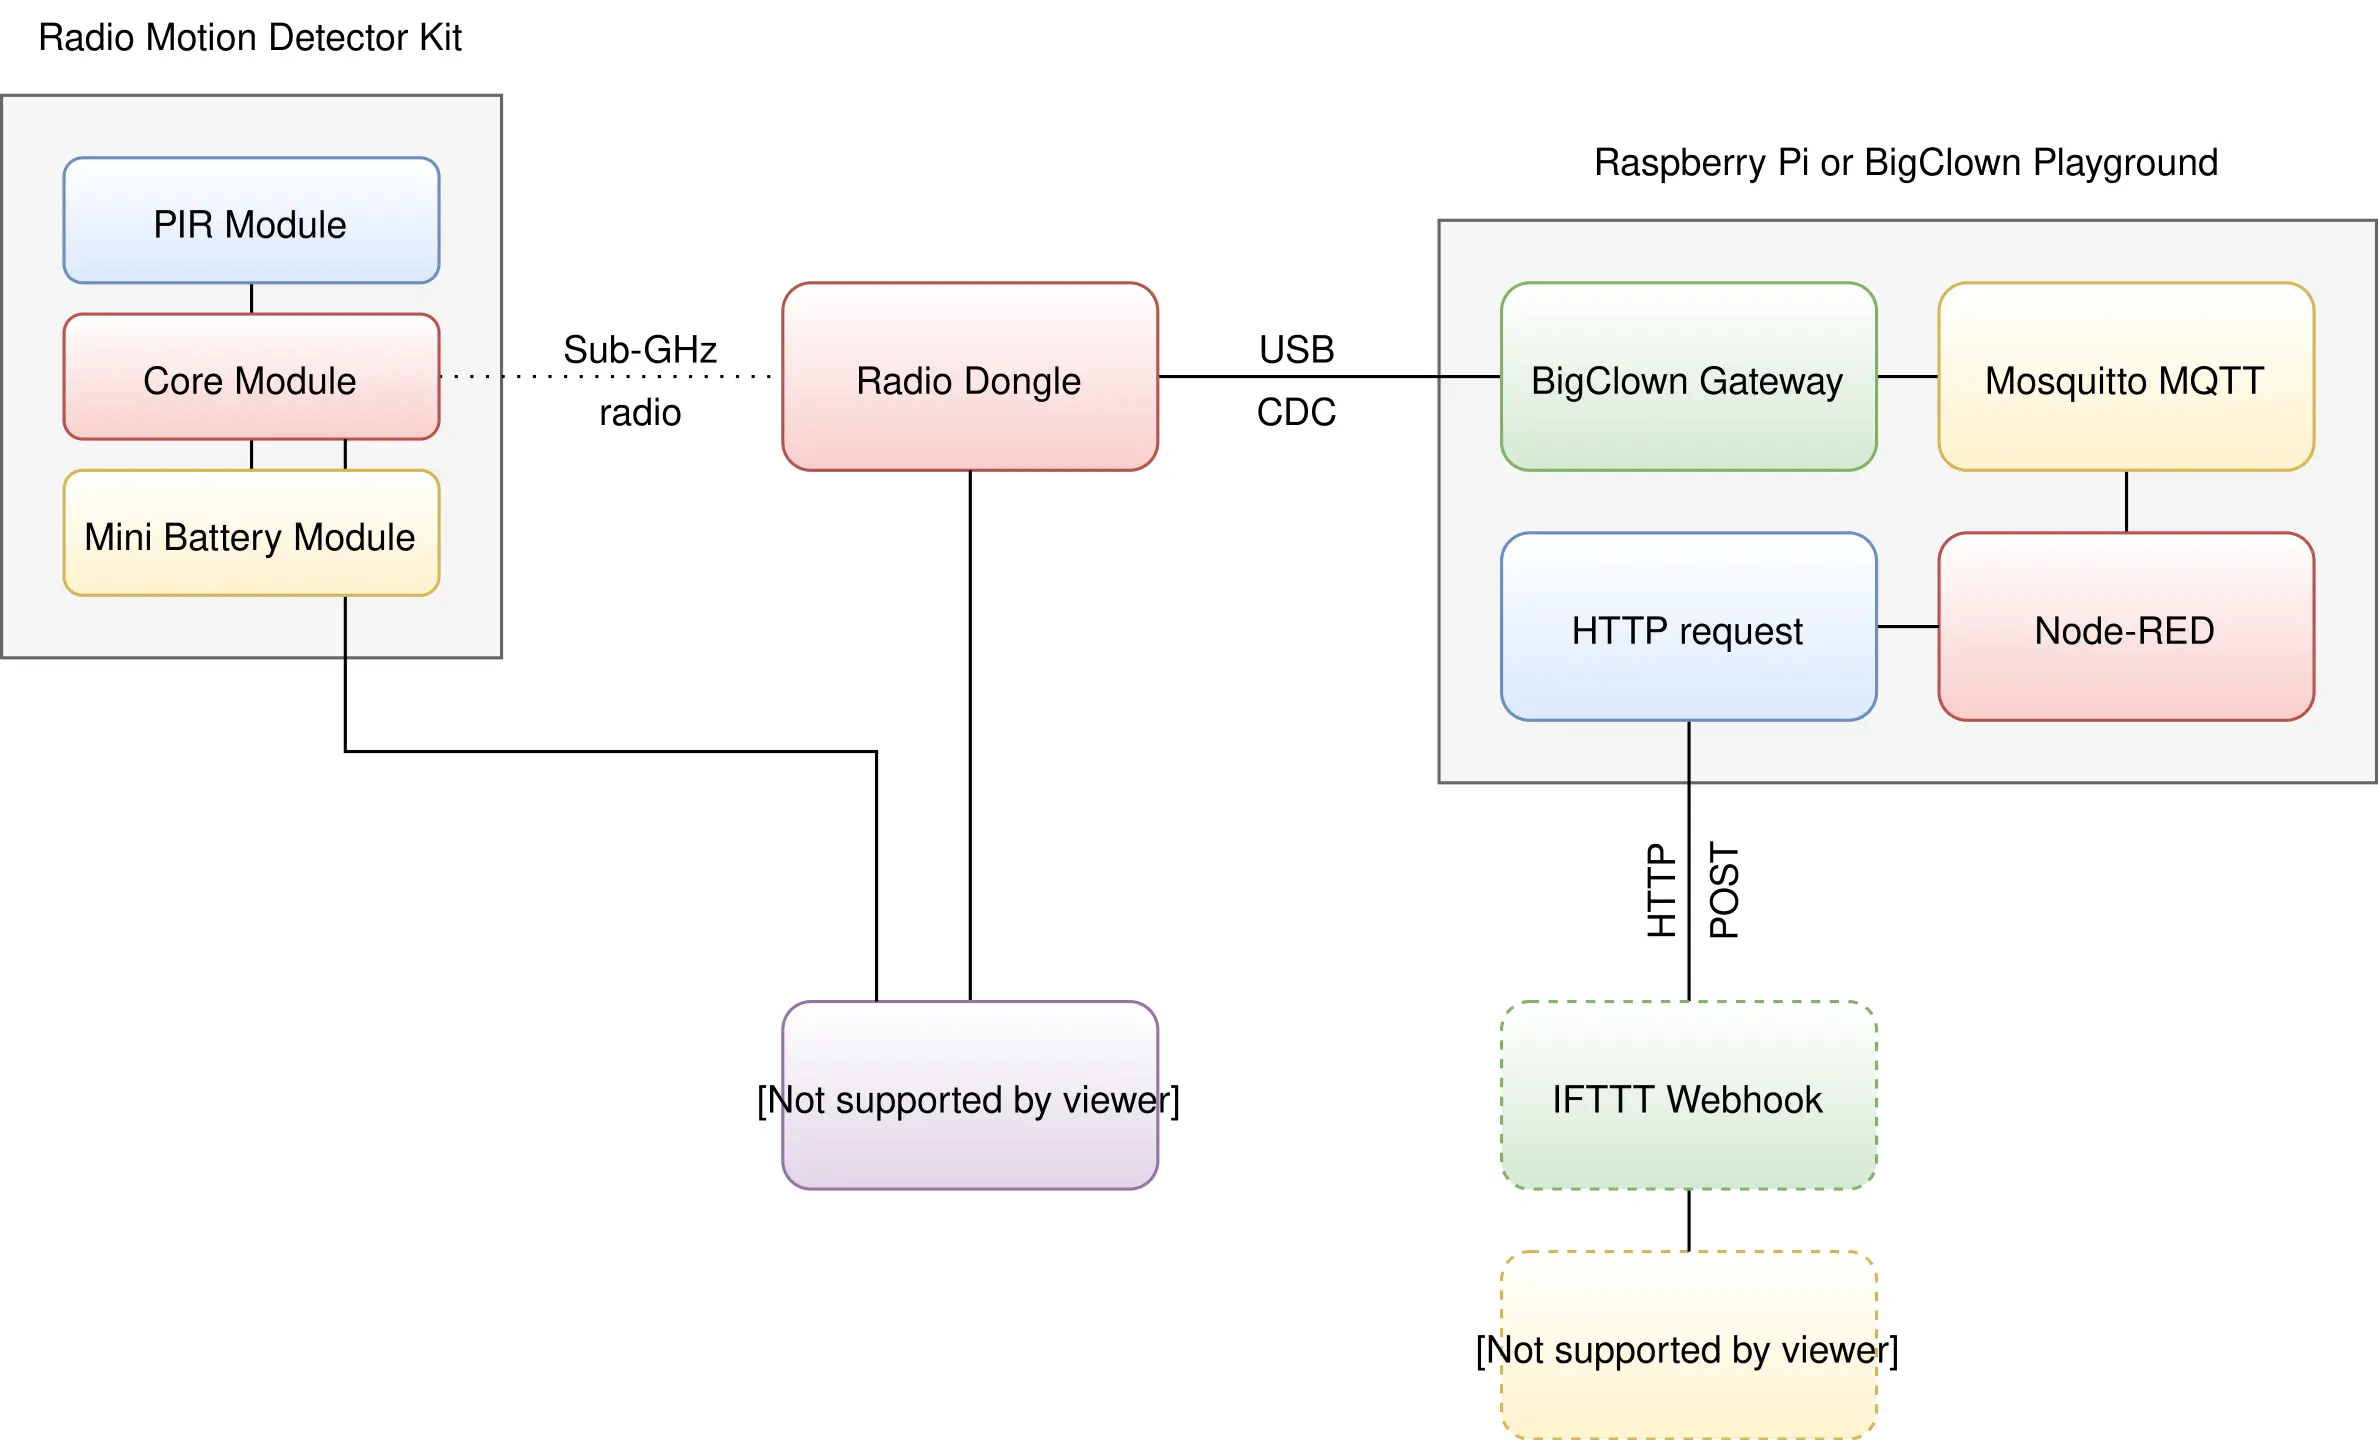 Radio Motion Detector Kit
PIR Module
Core Module
Mini Battery Module
Sub-GHz
radio
Radio Dongle
USB
CDC
Raspberry Pi or BigClown Playground
BigClown Gateway
Mosquitto MQTT
HTTP request
Node-RED
HTTP
POST
[Not supported by viewer]
IFTTT Webhook
[Not supported by viewer]